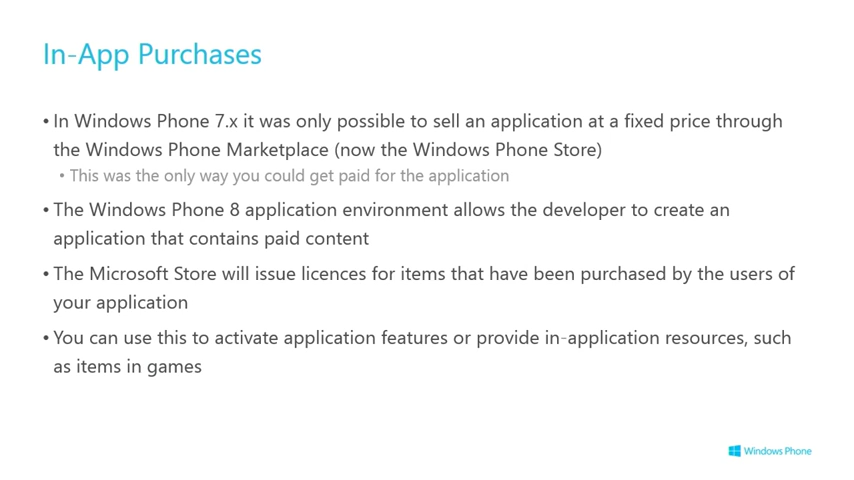 In-App Purchases
• In Windows Phone 7.x it was only possible to sell an application at a fixed price through
the Windows Phone Marketplace (now the Windows Phone Store)
• This was the only way you could get paid for the application
• The Windows Phone 8 application environment allows the developer to create an
application that contains paid content
• The Microsoft Store will issue licences for items that have been purchased by the users of
your application
• You can use this to activate application features or provide in-application resources, such
as items in games
Windows Phone